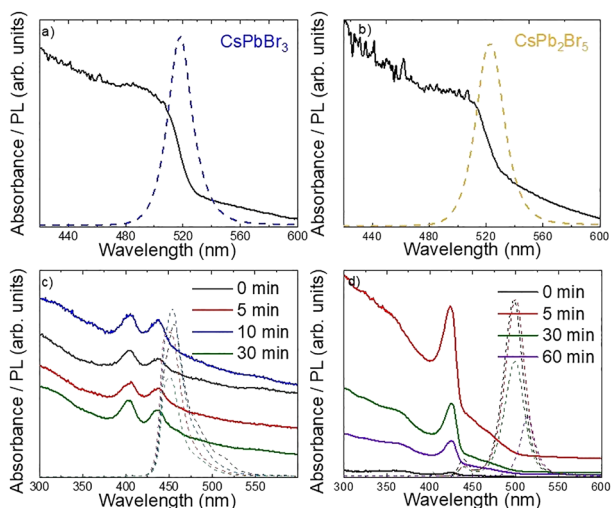 a)
CsPbBr₃
Absorbance / PL (arb. units)
440 480 520 560 600
Wavelength (nm)
b)
CsPb₂Br₅
Absorbance / PL (arb. units)
440 480 520 560 600
Wavelength (nm)
c)
0 min
5 min
10 min
30 min
Absorbance / PL (arb. units)
300 350 400 450 500 550
Wavelength (nm)
d)
0 min
5 min
30 min
60 min
Absorbance / PL (arb. units)
300 350 400 450 500 550 600
Wavelength (nm)